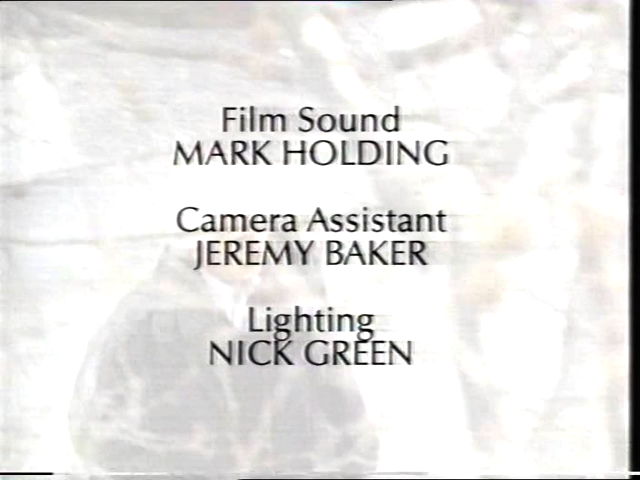 Film Sound
MARK HOLDING
Camera Assistant
JEREMY BAKER
Lighting
NICK GREEN